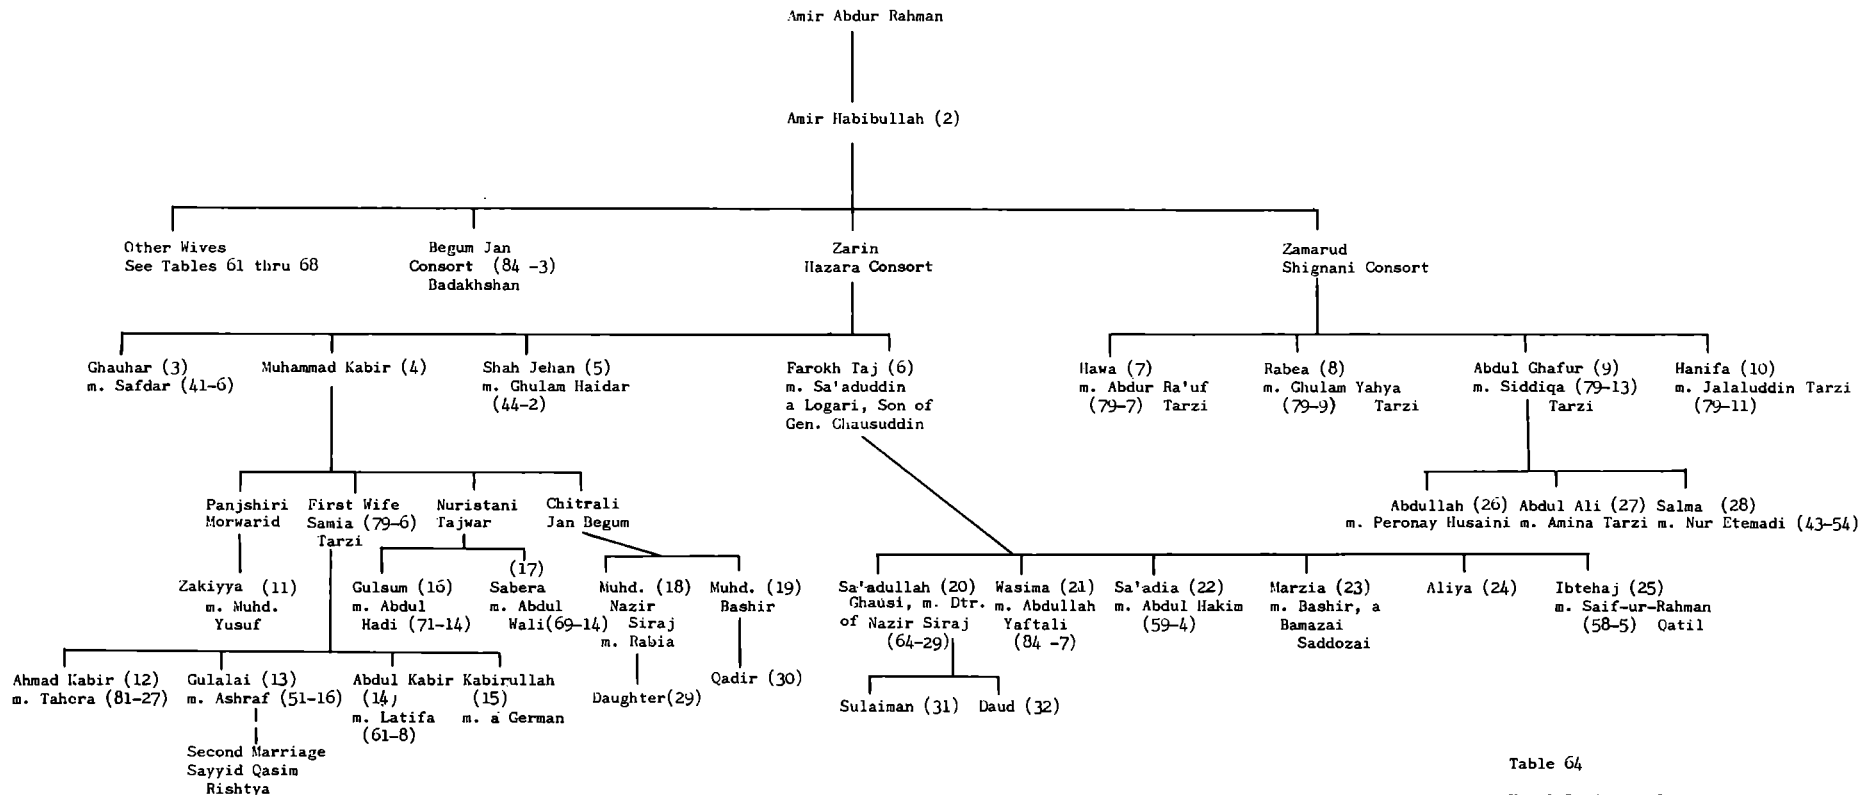 Amir Abdur Rahman
Amir Habibullah (2)
Other Wives
See Tables 61 thru 68
Begum Jan
Consort (84 -3)
Badakhshan
Zarin
Hazara Consort
Zamarud
Shignani Consort
Ghauhar (3)
m. Safdar (41-6)
Muhammad Kabir (4)
Shah Jehan (5)
m. Ghulam Haidar
(44-2)
Farokh Taj (6)
m. Sa'aduddin
a Logari, Son of
Gen. Ghausuddin
Hawa (7)
m. Abdur Ra'uf
(79-7) Tarzi
Rabea (8)
m. Ghulam Yahya
(79-9) Tarzi
Abdul Ghafur (9)
m. Siddiqa (79-13)
Tarzi
Hanifa (10)
m. Jalaluddin Tarzi
(79-11)
Panjshiri
Morwarid
First Wife
Samia (79-6)
Tarzi
Nuristani
Tajwar
Chitrali
Jan Begum
Abdullah (26)
m. Peronay Husaini
Abdul Ali (27)
m. Amina Tarzi
Salma (28)
m. Nur Etemadi (43-54)
Zakiyya (11)
m. Muhd.
Yusuf
Gulsum (16)
m. Abdul
Hadi (71-14)
(17)
Sabera
m. Abdul
Wali(69-14)
Muhd. (18)
Nazir
Siraj
m. Rabia
Muhd. (19)
Bashir
Sa'adullah (20)
Ghausi, m. Dtr.
of Nazir Siraj
(64-29)
Wasima (21)
m. Abdullah
Yaftali
(84 -7)
Sa'adia (22)
m. Abdul Hakim
(59-4)
Marzia (23)
m. Bashir, a
Bamazai
Saddozai
Aliya (24)
Ibtehaj (25)
m. Saif-ur-Rahman
(58-5) Qatil
Ahmad Kabir (12)
m. Tahora (81-27)
Gulalai (13)
m. Ashraf (51-16)
Abdul Kabir
(14)
m. Latifa
(61-8)
Kabirullah
(15)
m. a German
Daughter(29)
Qadir (30)
Sulaiman (31)
Daud (32)
Second Marriage
Sayyid Qasim
Rishtya
Table 64